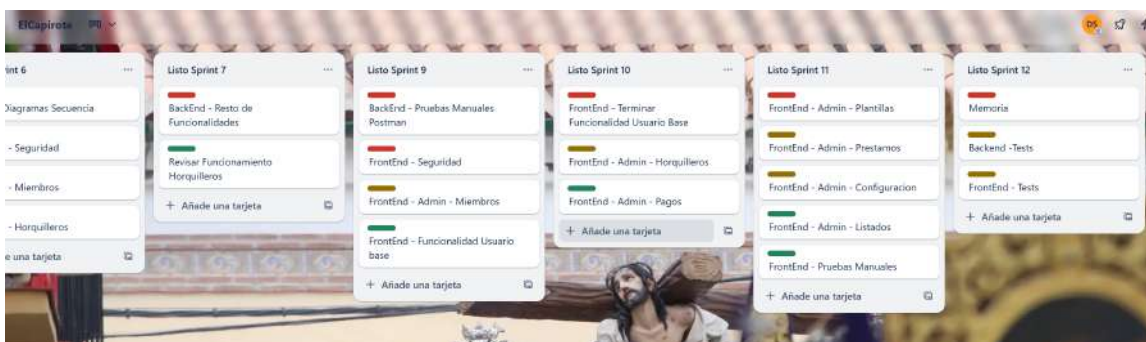 ElCapirote
DS
int 6
Diagramas Secuencia
- Seguridad
- Miembros
- Horquilleros
e una tarjeta
Listo Sprint 7
BackEnd - Resto de
Funcionalidades
Revisar Funcionamiento
Horquilleros
+ Añade una tarjeta
Listo Sprint 9
BackEnd - Pruebas Manuales
Postman
FrontEnd - Seguridad
FrontEnd - Admin - Miembros
FrontEnd - Funcionalidad Usuario
base
+ Añade una tarjeta
Listo Sprint 10
FrontEnd - Terminar
Funcionalidad Usuario Base
FrontEnd - Admin - Horquilleros
FrontEnd - Admin - Pagos
+ Añade una tarjeta
Listo Sprint 11
FrontEnd - Admin - Plantillas
FrontEnd - Admin - Prestamos
FrontEnd - Admin - Configuracion
FrontEnd - Admin - Listados
FrontEnd - Pruebas Manuales
+ Añade una tarjeta
Listo Sprint 12
Memoria
Backend -Tests
FrontEnd - Tests
+ Añade una tarjeta